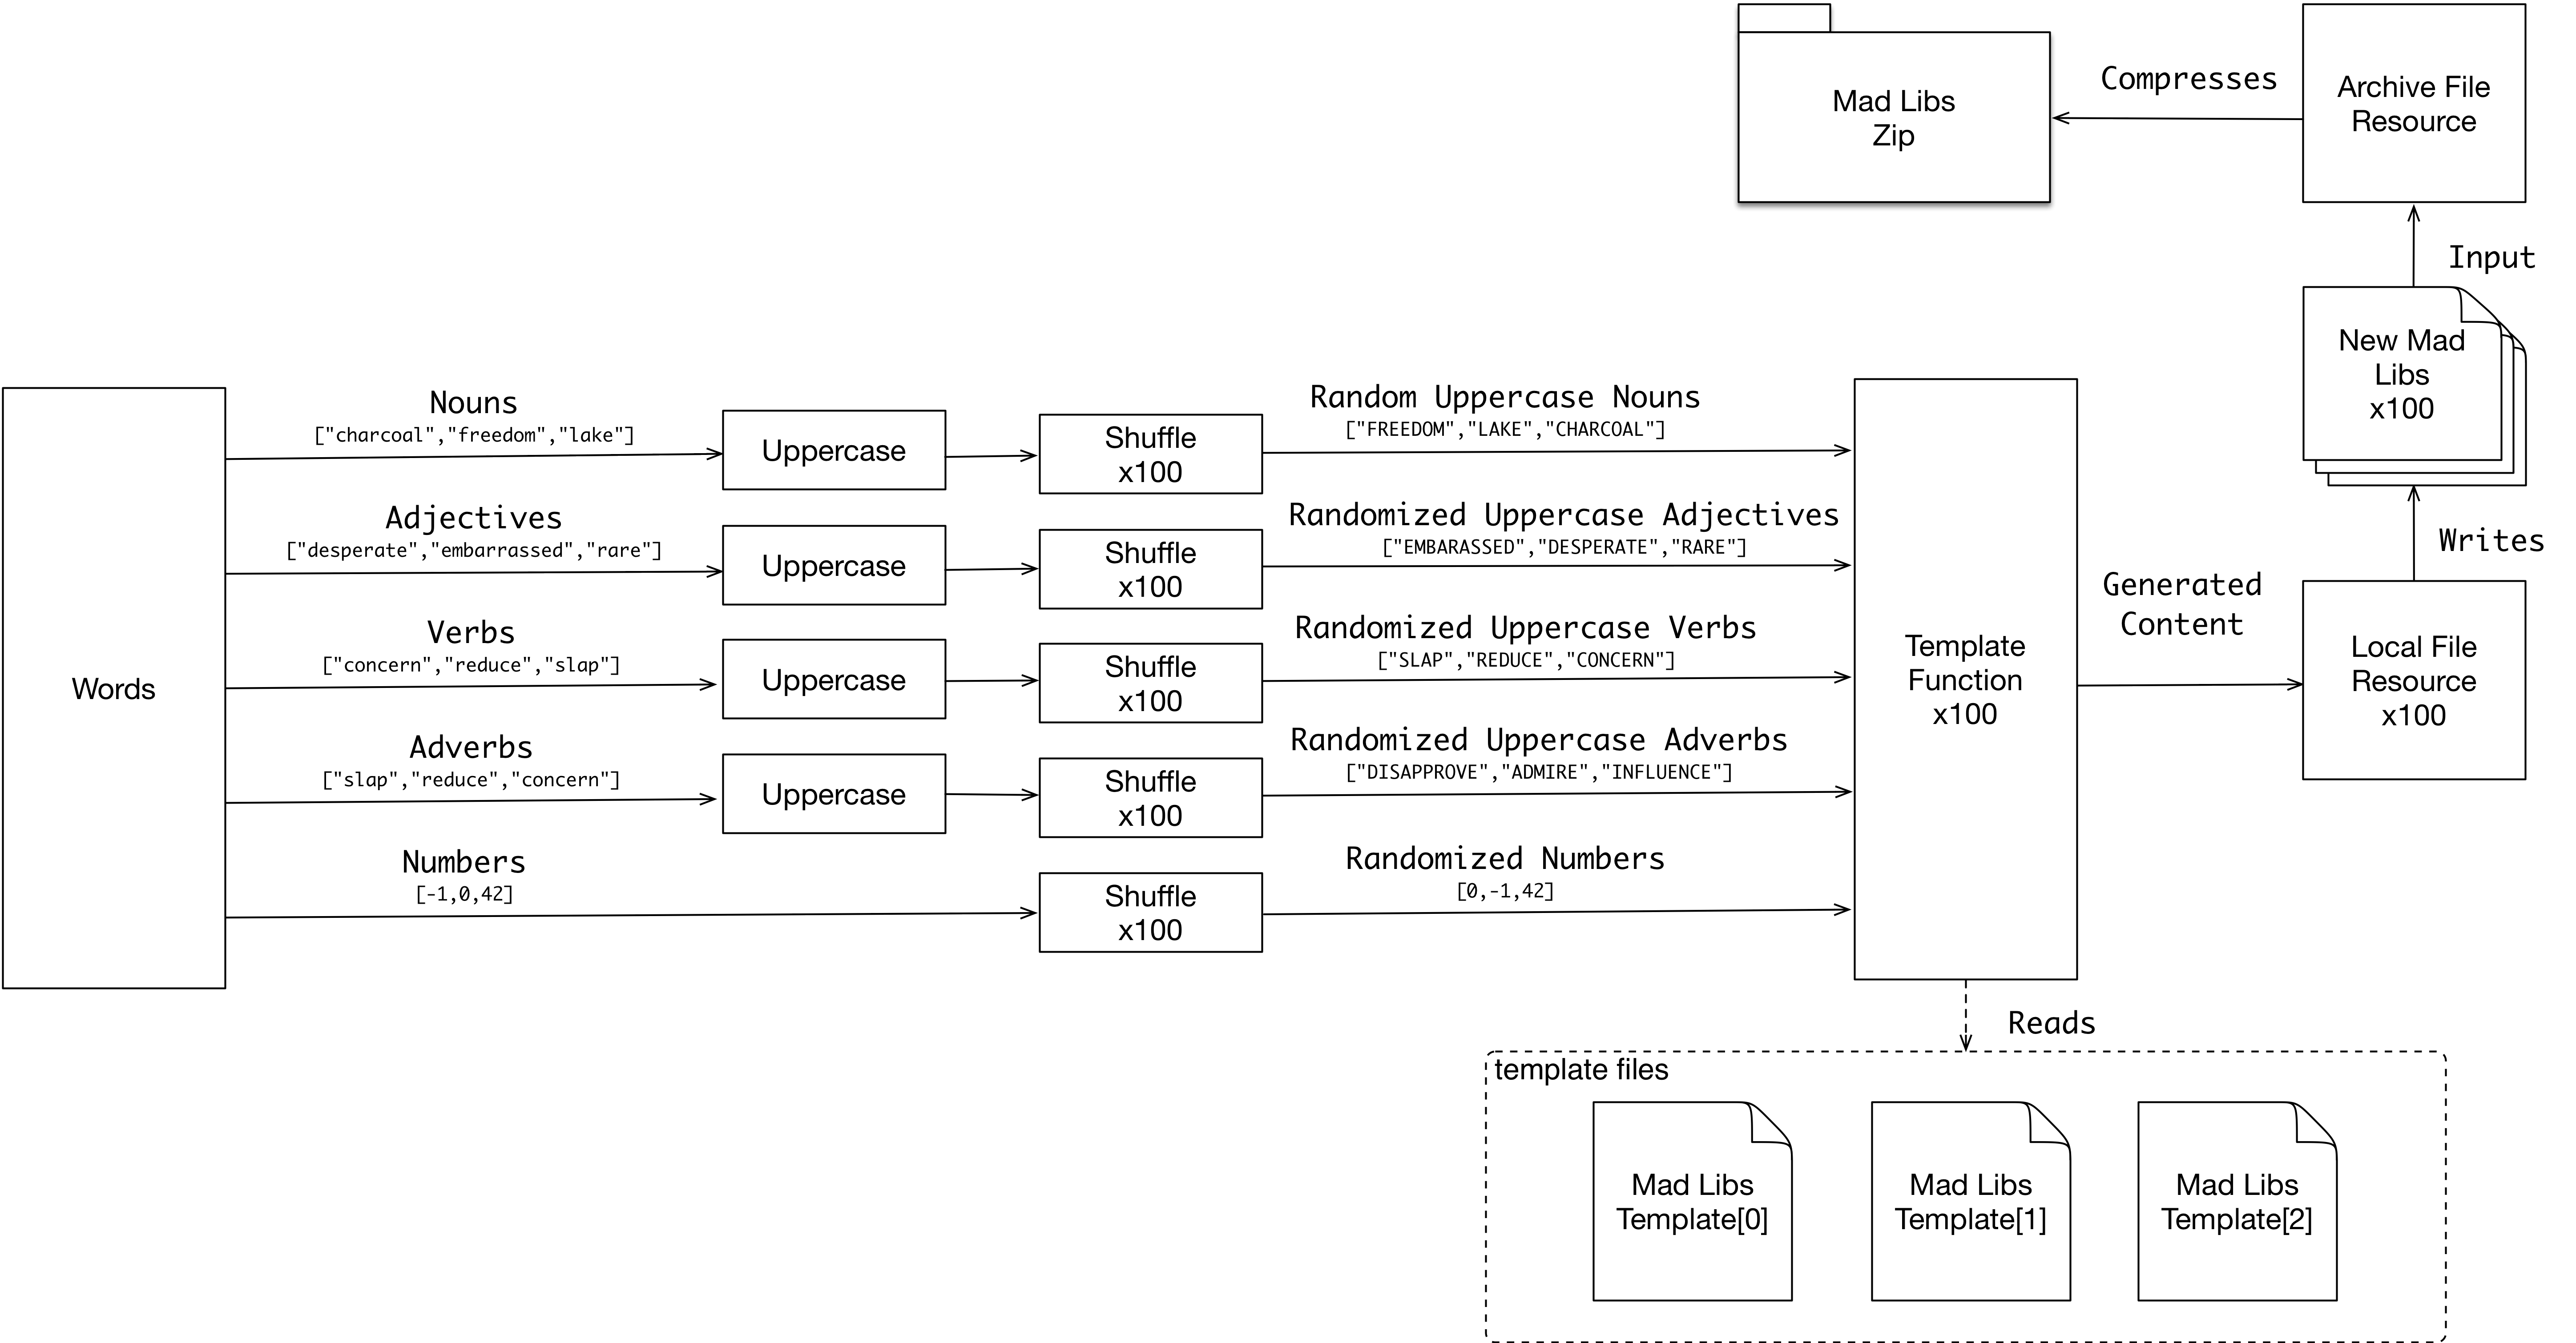 Mad Libs
Zip
Compresses
Archive File
Resource
Input
New Mad
Libs
x100
Writes
Words
Nouns
["charcoal","freedom","lake"]
Uppercase
Shuffle
x100
Random Uppercase Nouns
["FREEDOM","LAKE","CHARCOAL"]
Adjectives
["desperate","embarrassed","rare"]
Uppercase
Shuffle
x100
Randomized Uppercase Adjectives
["EMBARASSED","DESPERATE","RARE"]
Verbs
["concern","reduce","slap"]
Uppercase
Shuffle
x100
Randomized Uppercase Verbs
["SLAP","REDUCE","CONCERN"]
Adverbs
["slap","reduce","concern"]
Uppercase
Shuffle
x100
Randomized Uppercase Adverbs
["DISAPPROVE","ADMIRE","INFLUENCE"]
Numbers
[-1,0,42]
Shuffle
x100
Randomized Numbers
[0,-1,42]
Template
Function
x100
Generated
Content
Local File
Resource
x100
Reads
template files
Mad Libs
Template[0]
Mad Libs
Template[1]
Mad Libs
Template[2]